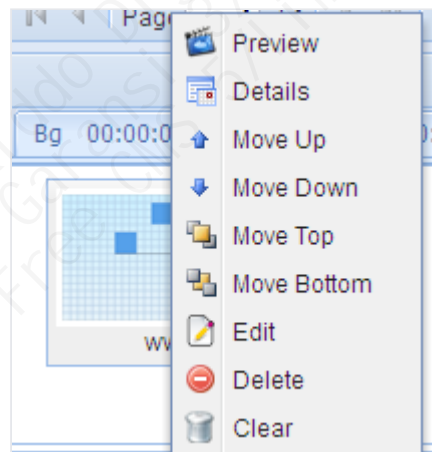 Page
Preview
Details
Bg 00:00:0
Move Up
Move Down
Move Top
Move Bottom
Edit
Delete
Clear